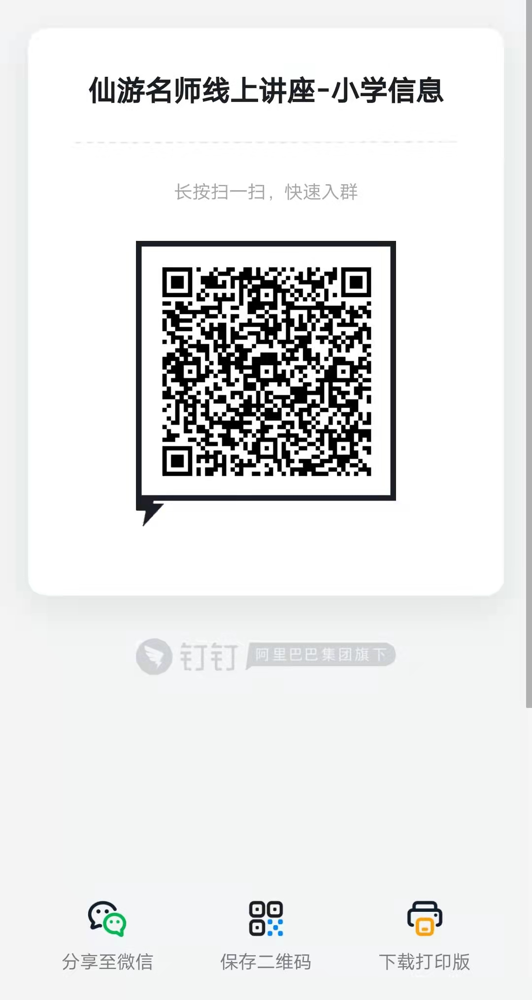 仙游名师线上讲座-小学信息
长按扫一扫，快速入群
钉钉 阿里巴巴集团旗下
分享至微信 保存二维码 下载打印版